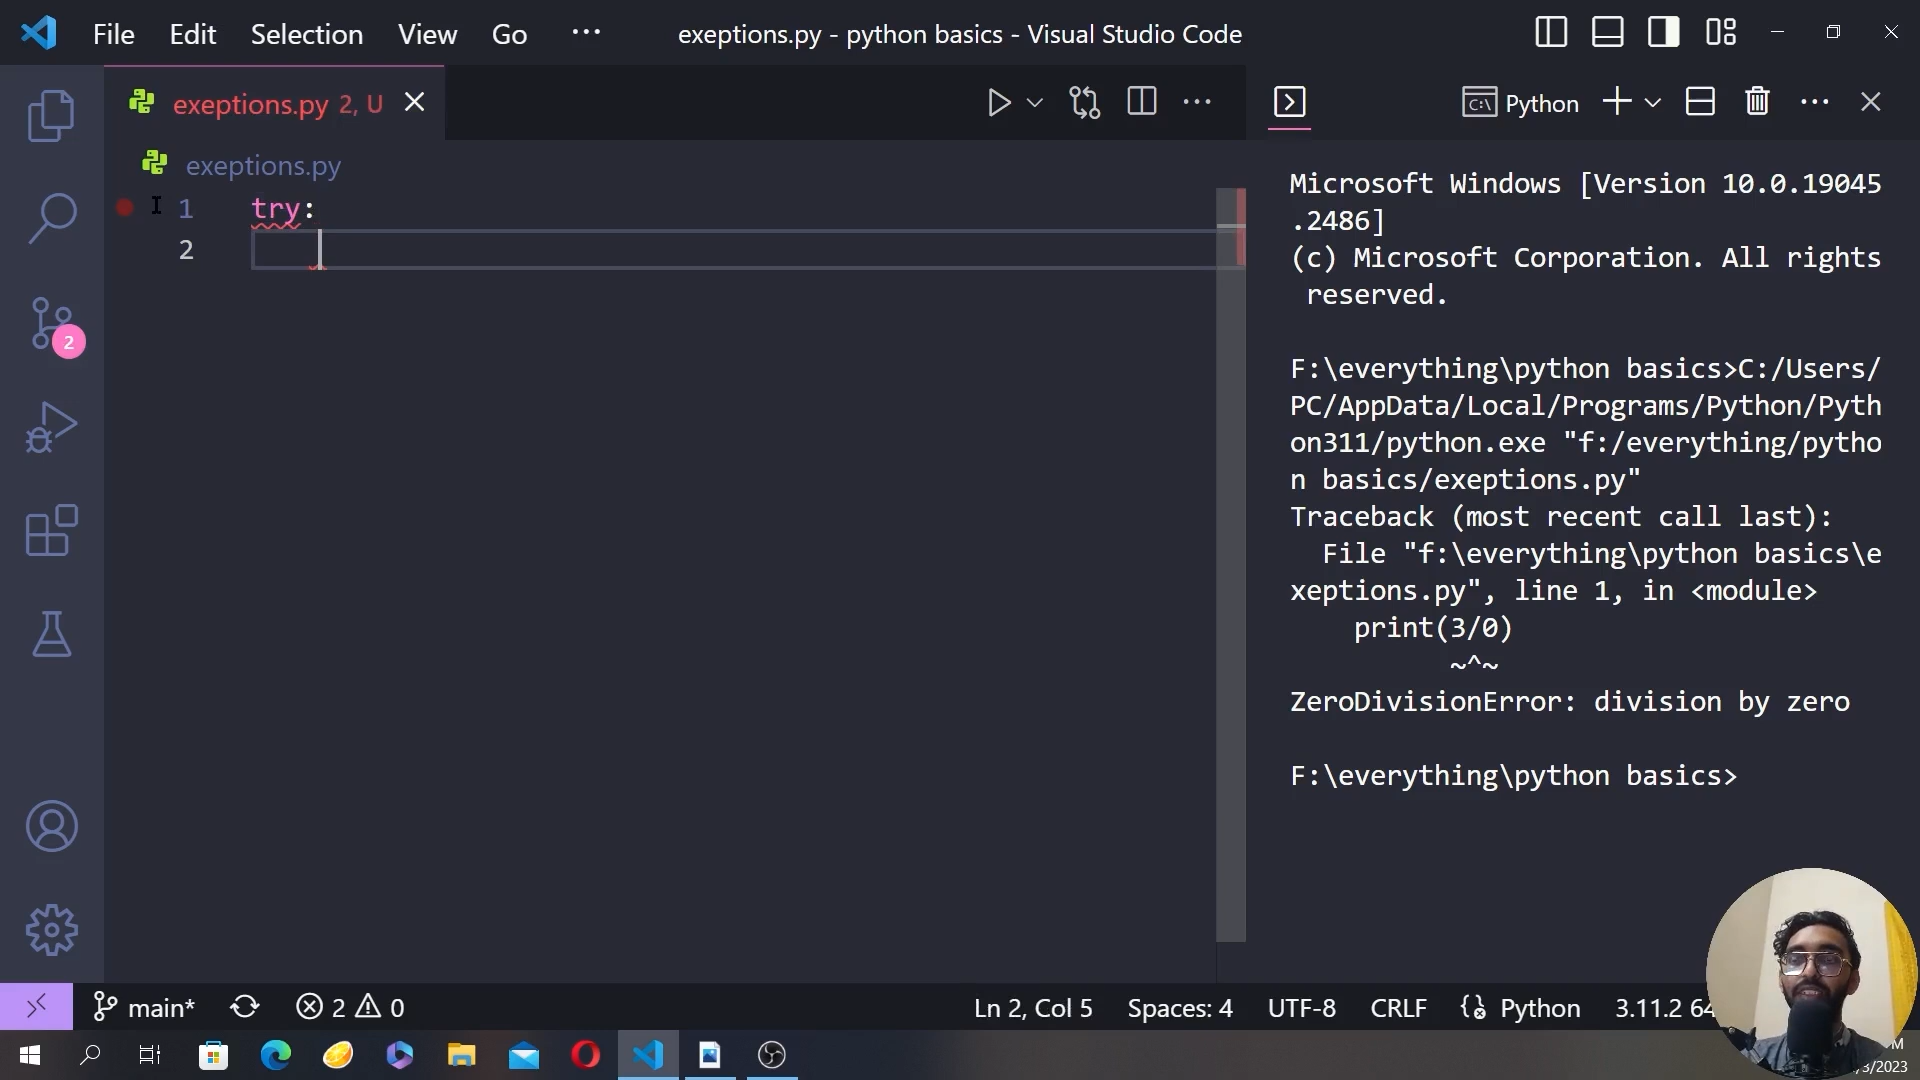 File Edit Selection View Go ··· exeptions.py - python basics - Visual Studio Code
exeptions.py 2, U
Python
exeptions.py
1 try:
2
2
Microsoft Windows [Version 10.0.19045
.2486]
(c) Microsoft Corporation. All rights
reserved.
F:\everything\python basics>C:/Users/
PC/AppData/Local/Programs/Python/Pyth
on311/python.exe "f:/everything/pytho
n basics/exeptions.py"
Traceback (most recent call last):
File "f:\everything\python basics\e
xeptions.py", line 1, in <module>
print(3/0)
~^~
ZeroDivisionError: division by zero
F:\everything\python basics>
main* 2 0 Ln 2, Col 5 Spaces: 4 UTF-8 CRLF Python 3.11.2 64
M
/3/2023